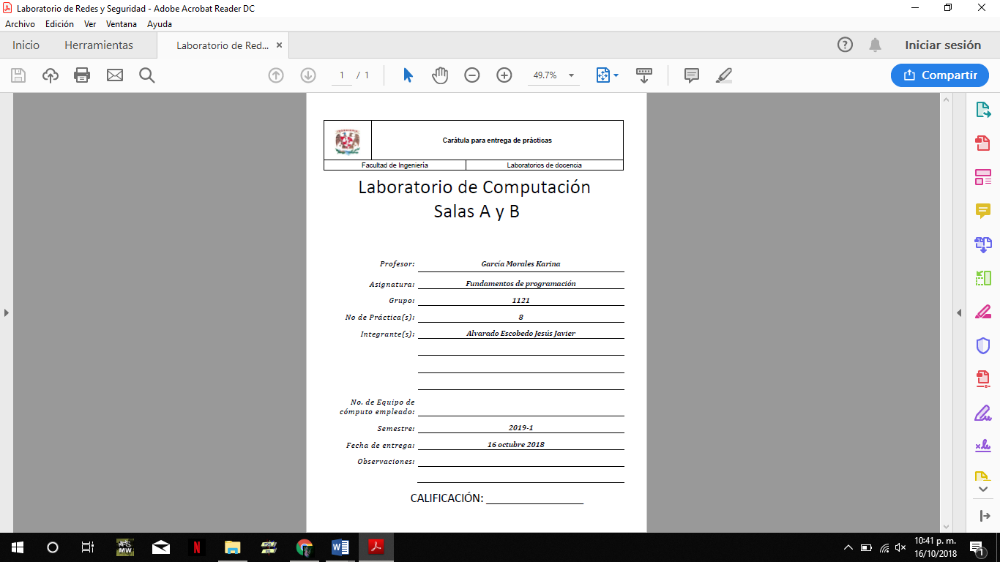 Laboratorio de Redes y Seguridad - Adobe Acrobat Reader DC
Archivo Edición Ver Ventana Ayuda
Inicio Herramientas Laboratorio de Red... Iniciar sesión
1 / 1 49.7% Compartir
Carátula para entrega de prácticas
Facultad de Ingeniería Laboratorios de docencia
Laboratorio de Computación
Salas A y B
Profesor: García Morales Karina
Asignatura: Fundamentos de programación
Grupo: 1121
No de Práctica(s): 8
Integrante(s): Alvarado Escobedo Jesús Javier
No. de Equipo de
cómputo empleado:
Semestre: 2019-1
Fecha de entrega: 16 octubre 2018
Observaciones:
CALIFICACIÓN: 
10:41 p. m.
16/10/2018
1